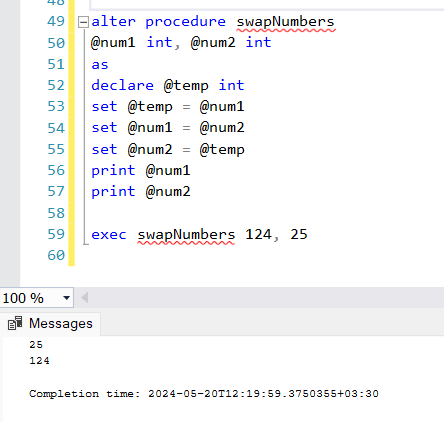 48
49 alter procedure swapNumbers
50 @num1 int, @num2 int
51 as
52 declare @temp int
53 set @temp = @num1
54 set @num1 = @num2
55 set @num2 = @temp
56 print @num1
57 print @num2
58
59 exec swapNumbers 124, 25
60
100 %
Messages
25
124
Completion time: 2024-05-20T12:19:59.3750355+03:30